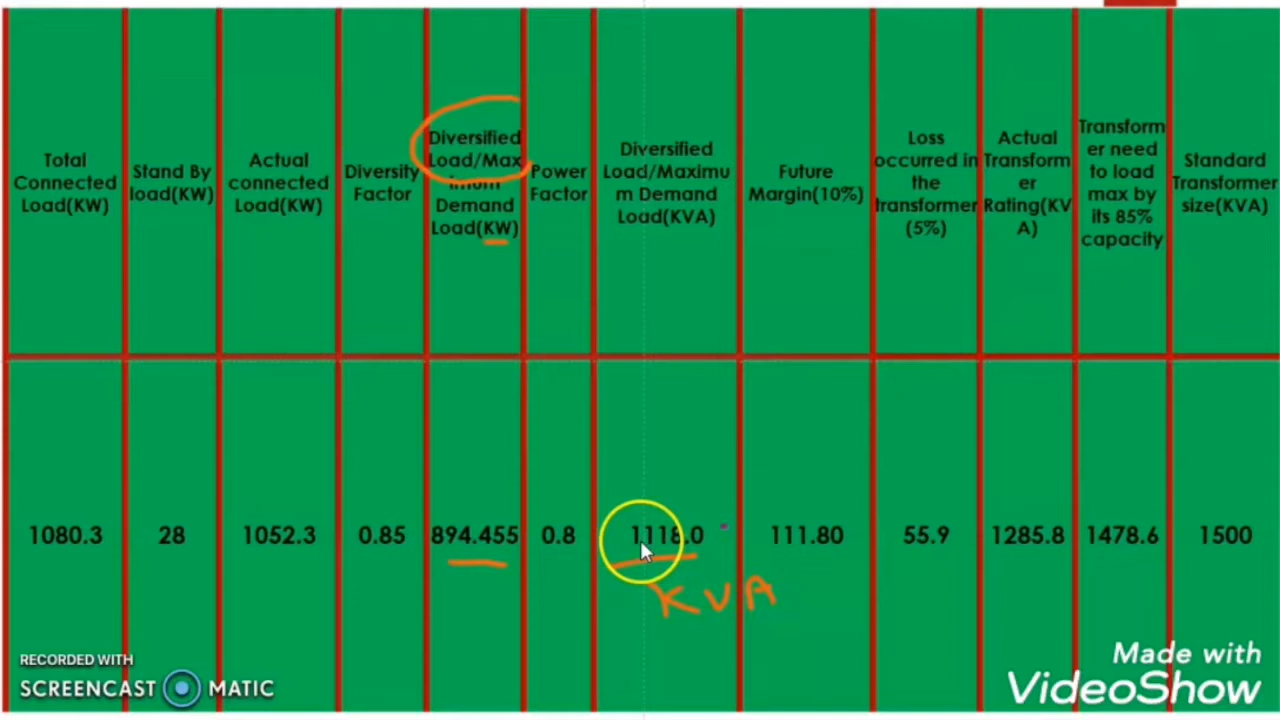 Total
Connected
Load(KW)
Stand By
load(KW)
Actual
connected
Load(KW)
Diversity
Factor
Diversified
Load/Max
imum
Demand
Load(KW)
Power
Factor
Diversified
Load/Maximu
m Demand
Load(KVA)
Future
Margin(10%)
Loss
occurred in
the
transformer
(5%)
Actual
Transform
er
Rating(KV
A)
Transform
er need
to load
max by
its 85%
capacity
Standard
Transformer
size(KVA)
1080.3
28
1052.3
0.85
894.455
0.8
1118.0
111.80
55.9
1285.8
1478.6
1500
KVA
RECORDED WITH
SCREENCAST MATIC
Made with
VideoShow